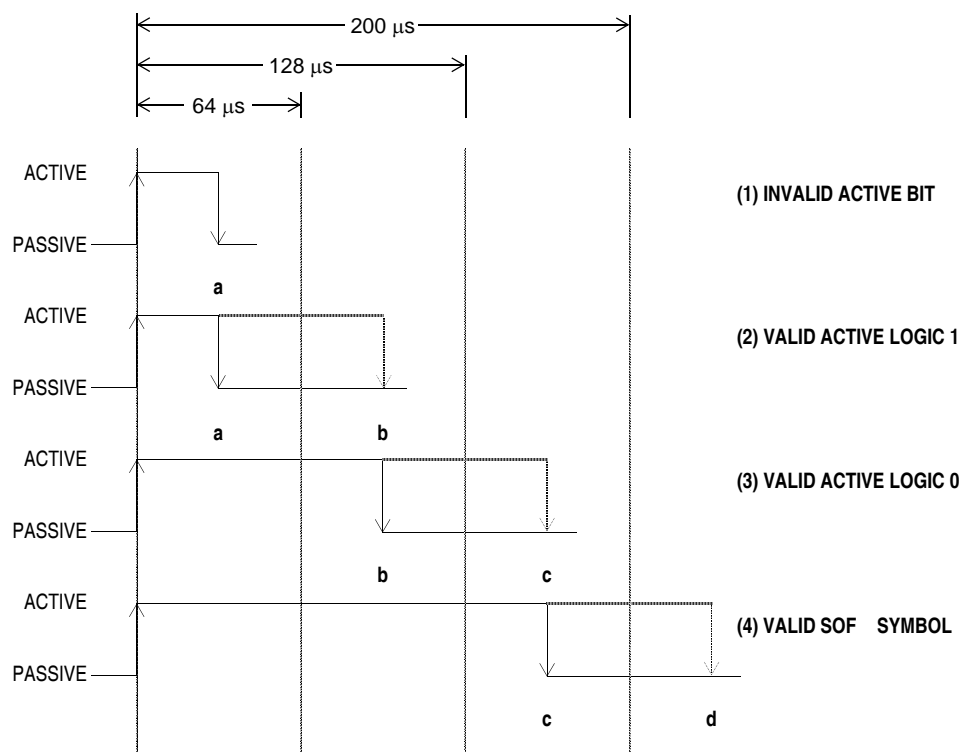 200 μs
128 μs
64 μs
ACTIVE
(1) INVALID ACTIVE BIT
PASSIVE
a
ACTIVE
(2) VALID ACTIVE LOGIC 1
PASSIVE
a b
ACTIVE
(3) VALID ACTIVE LOGIC 0
PASSIVE
b c
ACTIVE
(4) VALID SOF SYMBOL
PASSIVE
c d